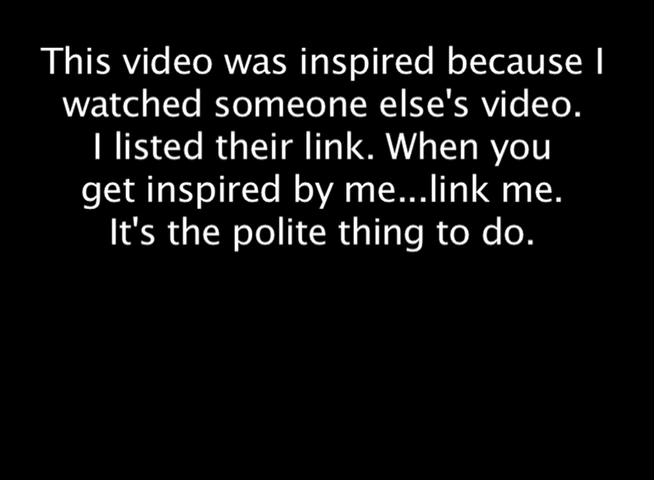 This video was inspired because I
watched someone else's video.
I listed their link. When you
get inspired by me...link me.
It's the polite thing to do.